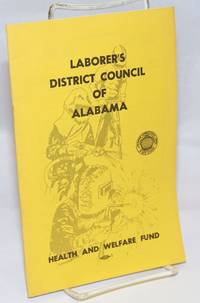 LABORER'S
DISTRICT COUNCIL
OF
ALABAMA
HEALTH AND WELFARE FUND